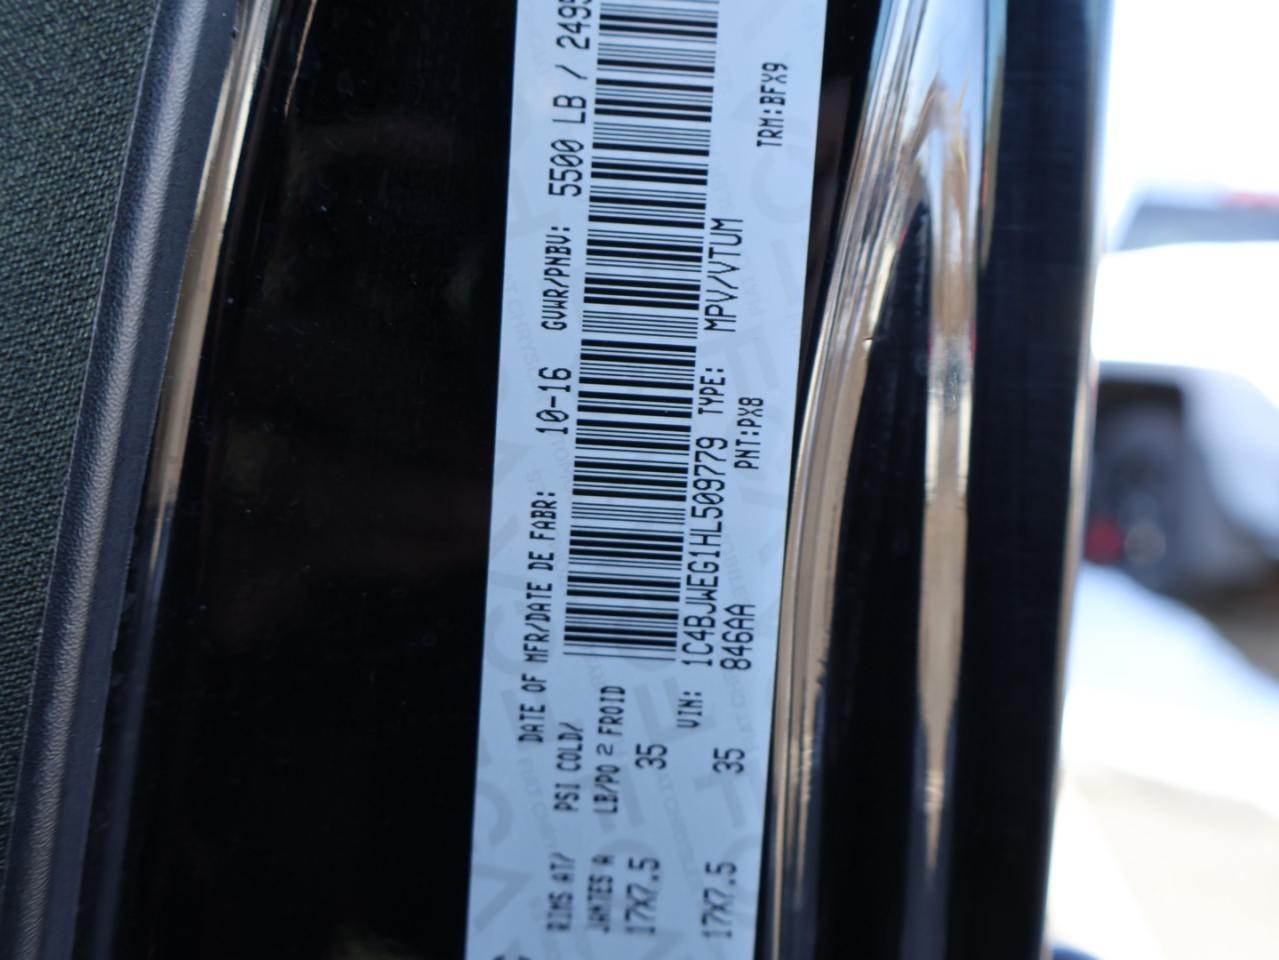 DATE OF MFR/DATE DE FABR: 10-16 GVWR/PNBV: 5500 LB / 249
RIMS AT/ PSI COLD/
JANTES A LB/PO 2 FROID
17X7.5 35
VIN: 1C4BJWEG1HL509779 TYPE: MPV/VTUM
17X7.5 35 846AA PNT:PX8
TRM:BFX9